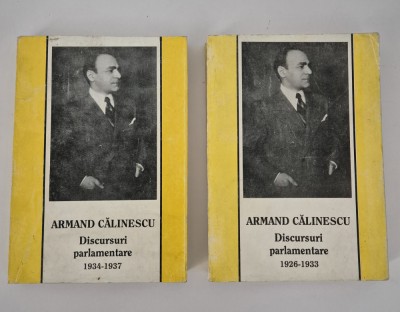 ARMAND CĂLINESCU
Discursuri
parlamentare
1934-1937
ARMAND CĂLINESCU
Discursuri
parlamentare
1926-1933